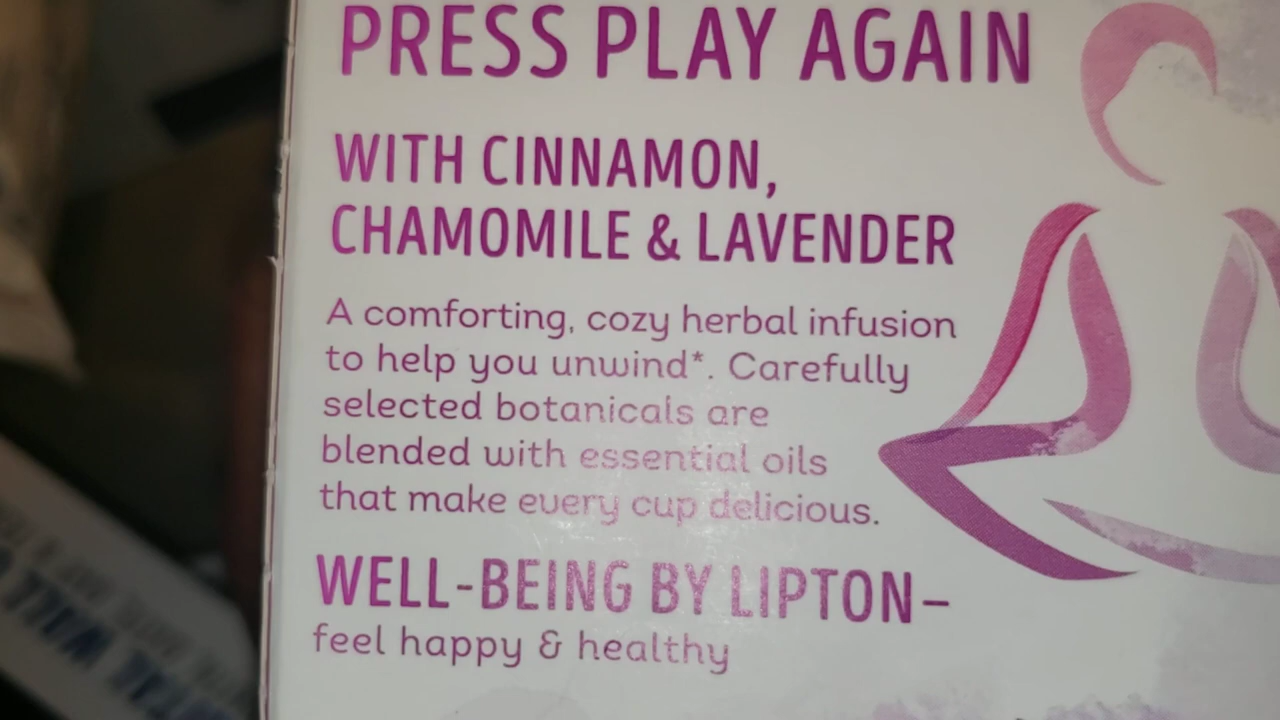 PRESS PLAY AGAIN
WITH CINNAMON,
CHAMOMILE & LAVENDER
A comforting, cozy herbal infusion
to help you unwind*. Carefully
selected botanicals are
blended with essential oils
that make every cup delicious.
WELL-BEING BY LIPTON–
feel happy & healthy